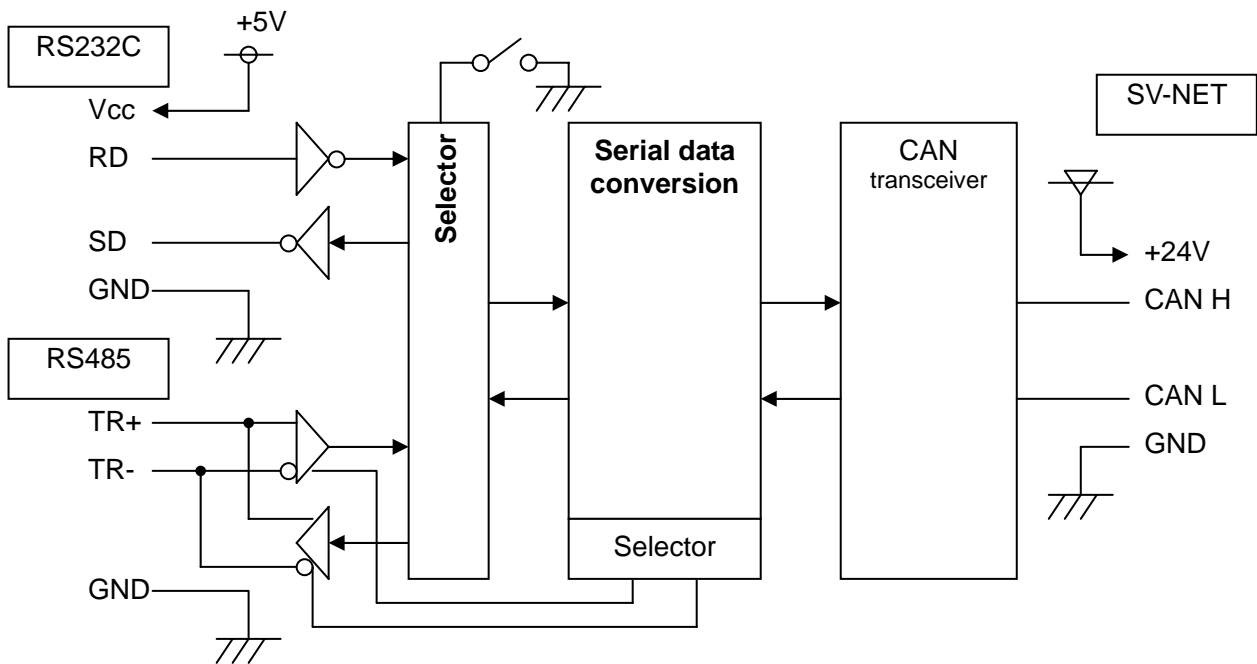 +5V
RS232C
Vcc
RD
SD
GND
RS485
TR+
TR-
GND
Selector
Serial data
conversion
Selector
CAN
transceiver
SV-NET
+24V
CAN H
CAN L
GND